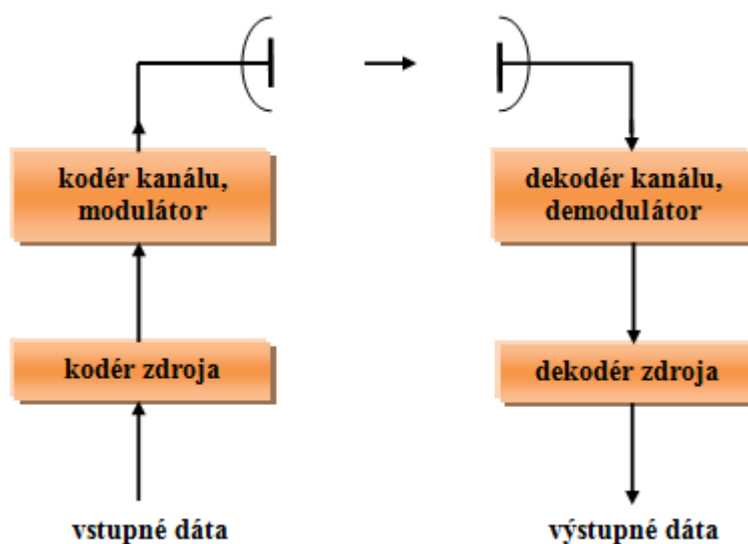 kodér kanálu,
modulátor
kodér zdroja
vstupné dáta
dekodér kanálu,
demodulátor
dekodér zdroja
výstupné dáta